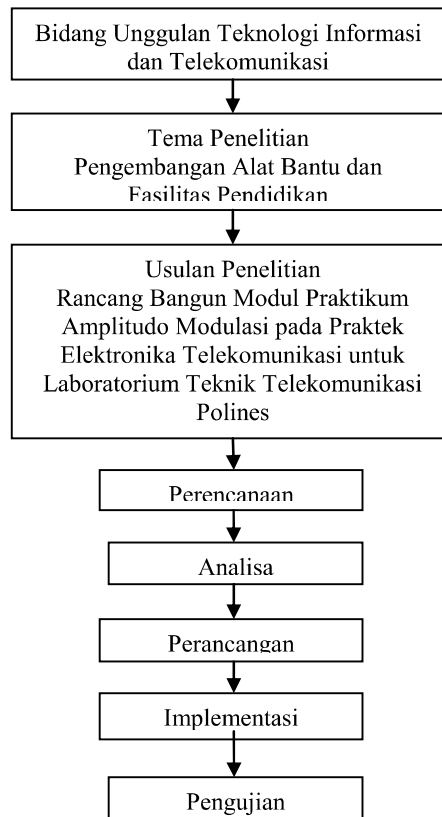 Bidang Unggulan Teknologi Informasi
dan Telekomunikasi
Tema Penelitian
Pengembangan Alat Bantu dan
Fasilitas Pendidikan
Usulan Penelitian
Rancang Bangun Modul Praktikum
Amplitudo Modulasi pada Praktek
Elektronika Telekomunikasi untuk
Laboratorium Teknik Telekomunikasi
Polines
Perencanaan
Analisa
Perancangan
Implementasi
Pengujian